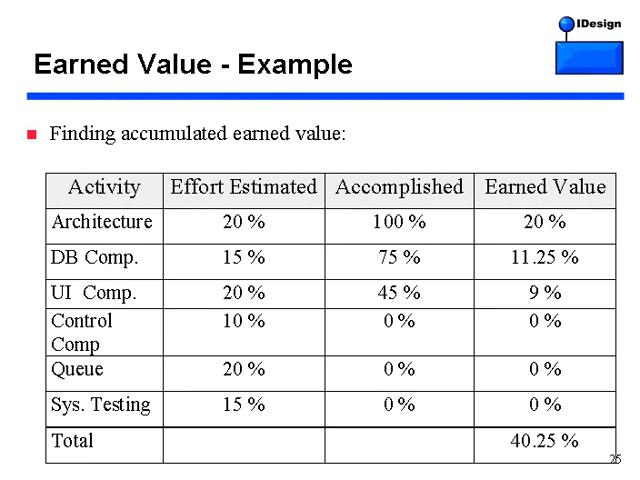 IDesign
Earned Value - Example
Finding accumulated earned value:
Activity Effort Estimated Accomplished Earned Value
Architecture 20 % 100 % 20 %
DB Comp. 15 % 75 % 11.25 %
UI Comp. 20 % 45 % 9 %
Control 10 % 0 % 0 %
Comp
Queue 20 % 0 % 0 %
Sys. Testing 15 % 0 % 0 %
Total 40.25 %
25